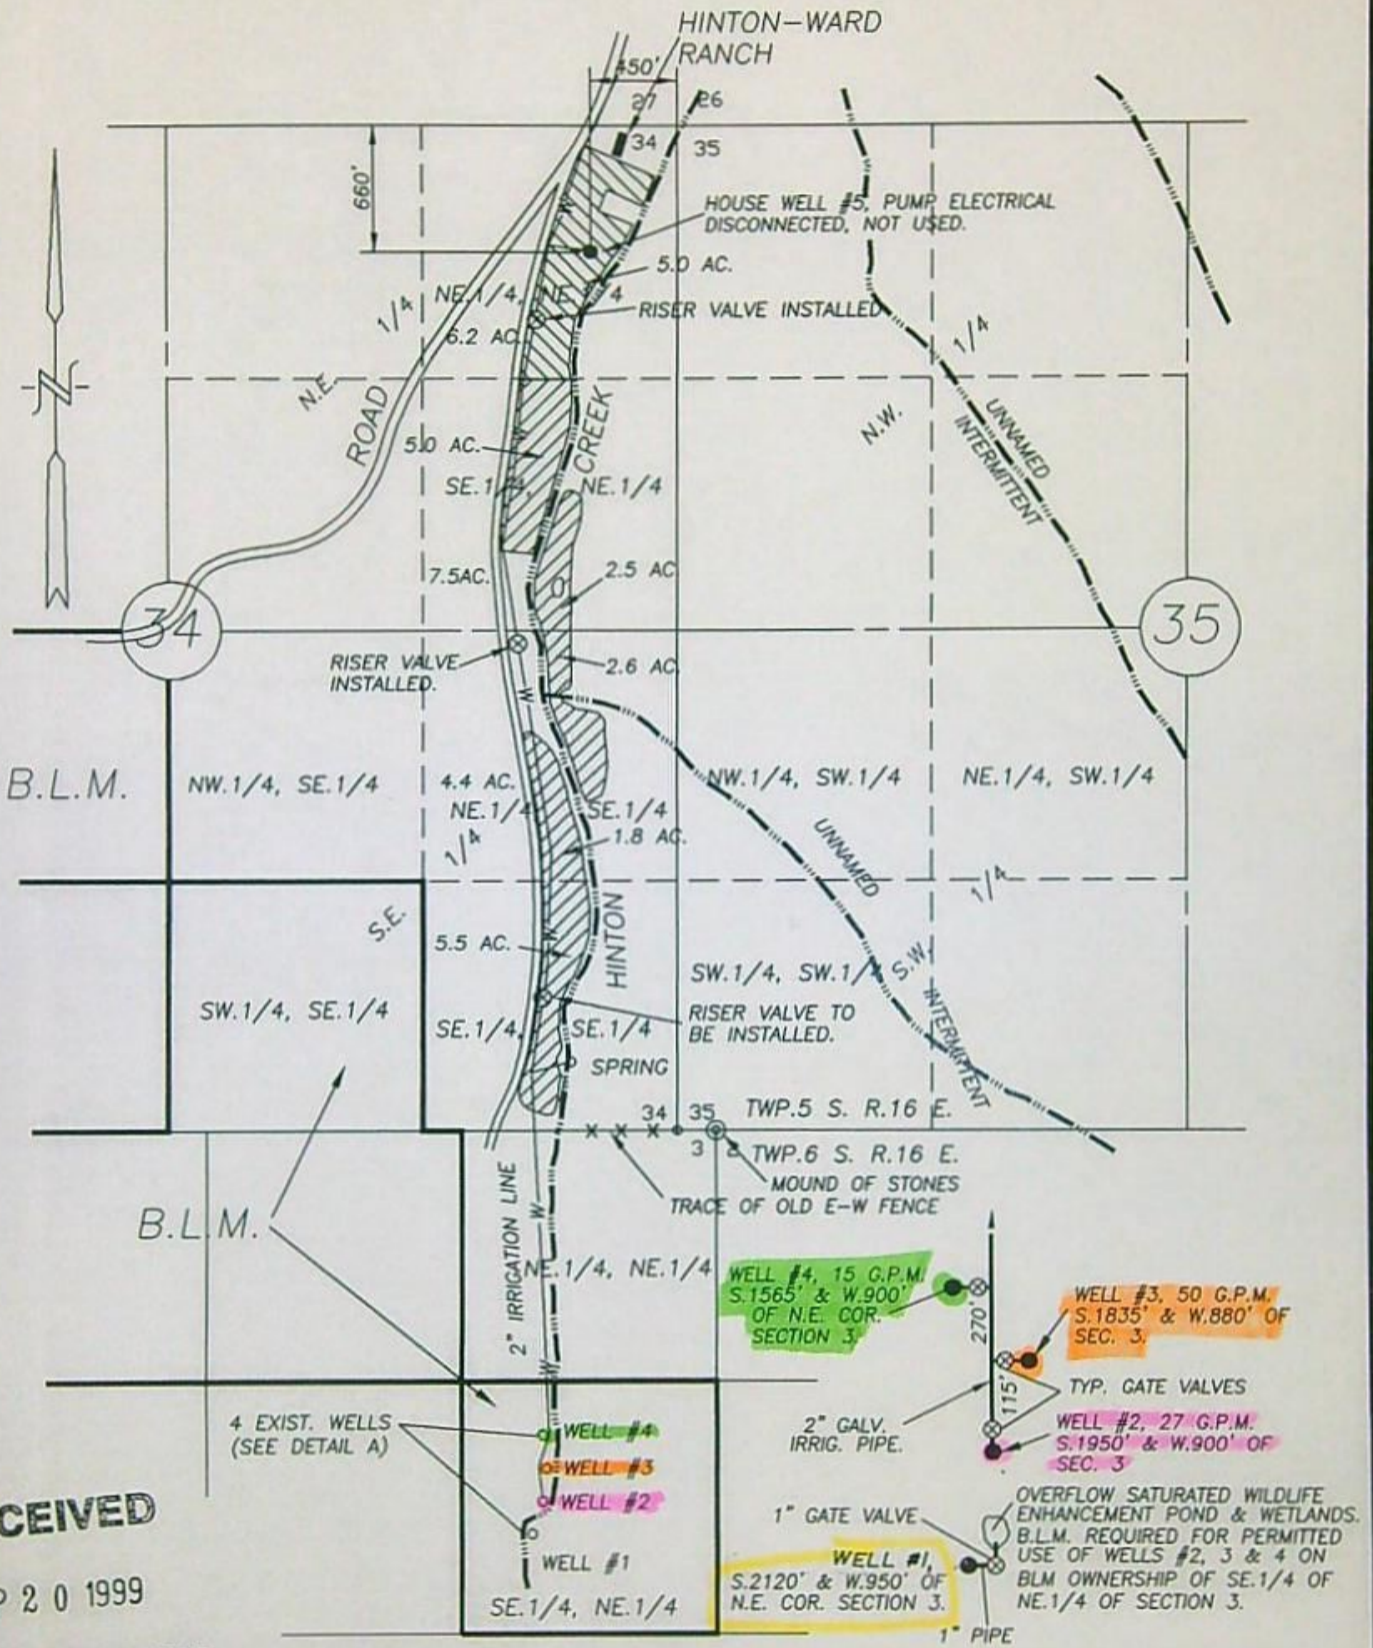 HINTON-WARD
RANCH
450'
27
26
34
35
660'
HOUSE WELL #5, PUMP ELECTRICAL
DISCONNECTED, NOT USED.
5.0 AC.
NE.1/4, NE 4
1/4
RISER VALVE INSTALLED
6.2 AC.
1/4
N.E.
N
ROAD
CREEK
N.W.
UNNAMED
INTERMITTENT
5.0 AC.
SE.1/4, NE.1/4
7.5AC.
2.5 AC
34
35
RISER VALVE
INSTALLED.
2.6 AC.
W
B.L.M.
NW.1/4, SE.1/4
4.4 AC.
NE.1/4 SE.1/4
NW.1/4, SW.1/4
NE.1/4, SW.1/4
1/4
1.8 AC.
UNNAMED
1/4
S.E.
HINTON
5.5 AC.
W
SW.1/4, SW.1/
S.W.
INTERMITTENT
SW.1/4, SE.1/4
SE.1/4, SE.1/4
RISER VALVE TO
BE INSTALLED.
SPRING
34 35
TWP.5 S. R.16 E.
X X X
3 2
TWP.6 S. R.16 E.
MOUND OF STONES
TRACE OF OLD E-W FENCE
B.L.M.
2" IRRIGATION LINE
W
NE.1/4, NE.1/4
W
WELL #4, 15 G.P.M.
S.1565' & W.900'
OF N.E. COR.
SECTION 3.
270'
WELL #3, 50 G.P.M.
S.1835' & W.880' OF
SEC. 3.
115'
TYP. GATE VALVES
2" GALV.
IRRIG. PIPE.
WELL #2, 27 G.P.M.
S.1950' & W.900' OF
SEC. 3
4 EXIST. WELLS
(SEE DETAIL A)
WELL #4
WELL #3
WELL #2
WELL #1
SE.1/4, NE.1/4
1" GATE VALVE
OVERFLOW SATURATED WILDLIFE
ENHANCEMENT POND & WETLANDS.
B.L.M. REQUIRED FOR PERMITTED
USE OF WELLS #2, 3 & 4 ON
BLM OWNERSHIP OF SE.1/4 OF
NE.1/4 OF SECTION 3.
WELL #1,
S.2120' & W.950' OF
N.E. COR. SECTION 3.
1" PIPE
CEIVED
P 20 1999